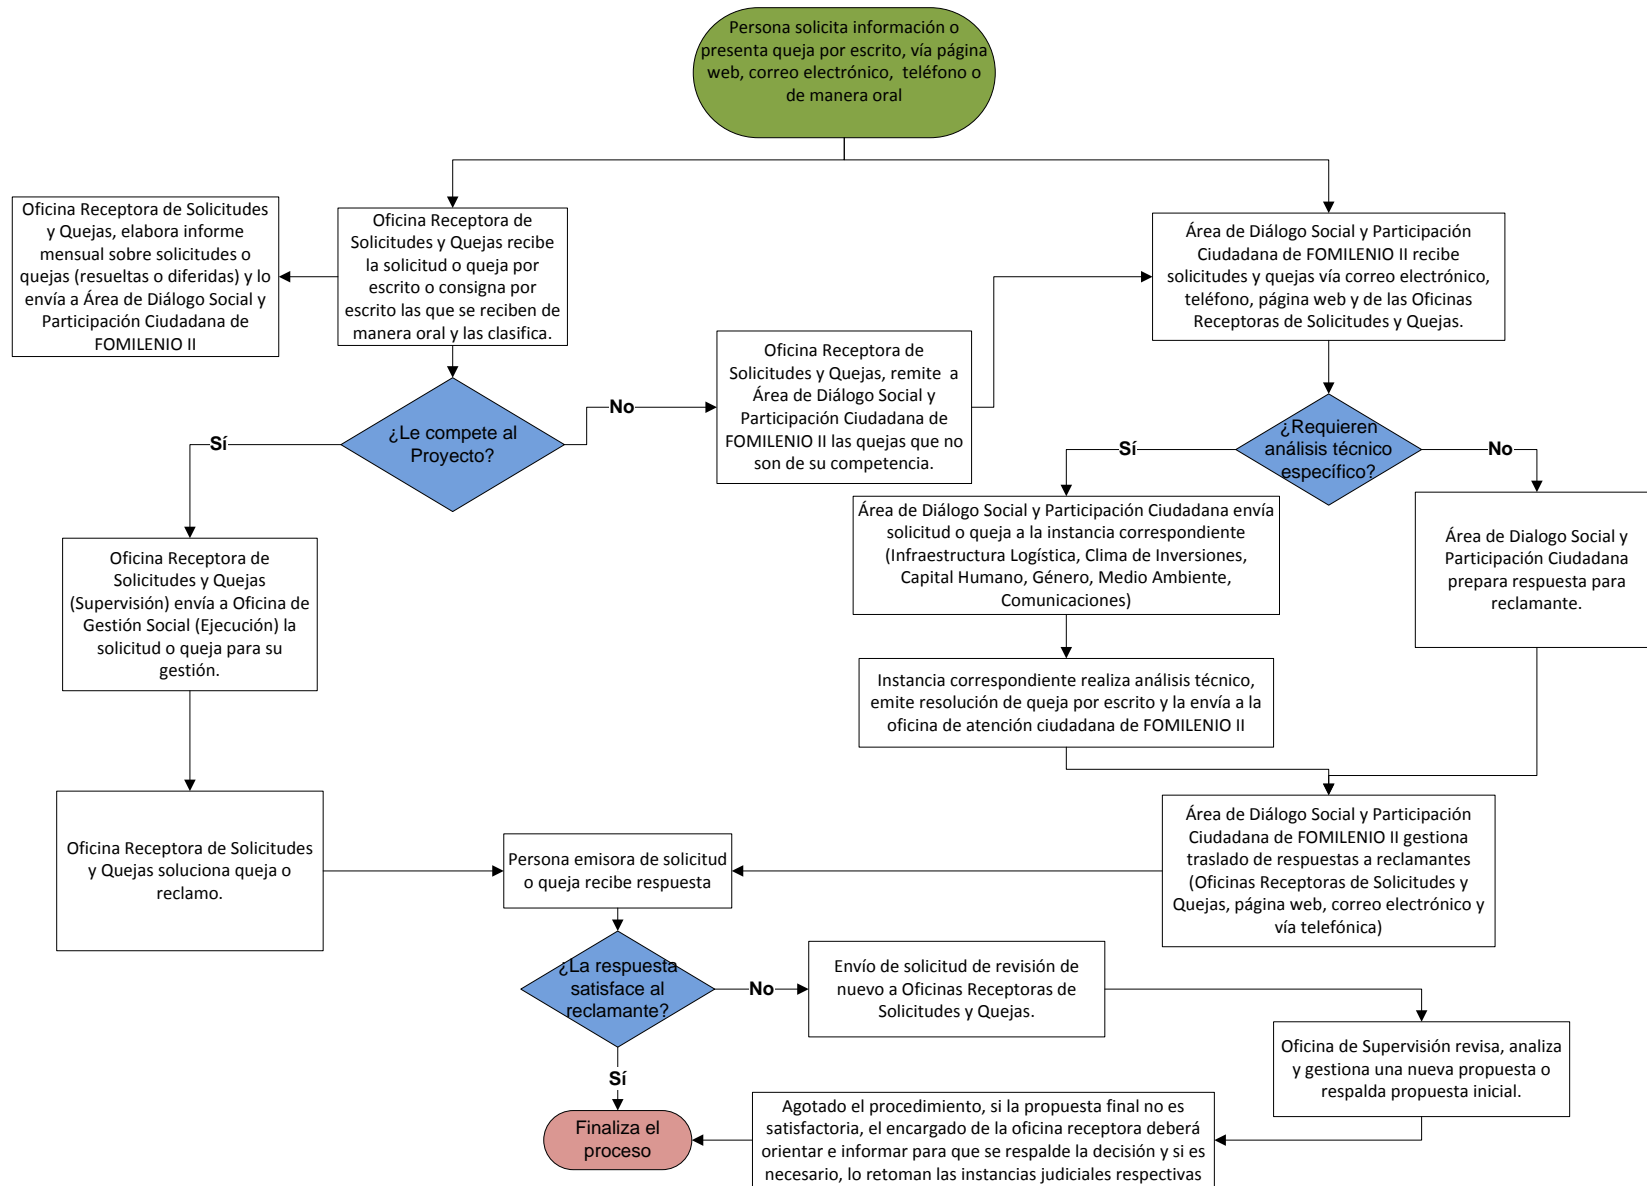 Persona solicita información o
presenta queja por escrito, vía página
web, correo electrónico,  teléfono o
de manera oral
Oficina Receptora de Solicitudes
y Quejas, elabora informe
mensual sobre solicitudes o
quejas (resueltas o diferidas) y lo
envía a Área de Diálogo Social y
Participación Ciudadana de
FOMILENIO II
Oficina Receptora de
Solicitudes y Quejas recibe
la solicitud o queja por
escrito o consigna por
escrito las que se reciben de
manera oral y las clasifica.
Área de Diálogo Social y Participación
Ciudadana de FOMILENIO II recibe
solicitudes y quejas vía correo electrónico,
teléfono, página web y de las Oficinas
Receptoras de Solicitudes y Quejas.
Oficina Receptora de
Solicitudes y Quejas, remite  a
Área de Diálogo Social y
Participación Ciudadana de
FOMILENIO II las quejas que no
son de su competencia.
¿Le compete al
Proyecto?
No
Sí
¿Requieren
análisis técnico
específico?
Sí
No
Área de Diálogo Social y Participación Ciudadana envía
solicitud o queja a la instancia correspondiente
(Infraestructura Logística, Clima de Inversiones,
Capital Humano, Género, Medio Ambiente,
Comunicaciones)
Área de Dialogo Social y
Participación Ciudadana
prepara respuesta para
reclamante.
Oficina Receptora de
Solicitudes y Quejas
(Supervisión) envía a Oficina de
Gestión Social (Ejecución) la
solicitud o queja para su
gestión.
Instancia correspondiente realiza análisis técnico,
emite resolución de queja por escrito y la envía a la
oficina de atención ciudadana de FOMILENIO II
Oficina Receptora de Solicitudes
y Quejas soluciona queja o
reclamo.
Persona emisora de solicitud
o queja recibe respuesta
Área de Diálogo Social y Participación
Ciudadana de FOMILENIO II gestiona
traslado de respuestas a reclamantes
(Oficinas Receptoras de Solicitudes y
Quejas, página web, correo electrónico y
vía telefónica)
¿La respuesta
satisface al
reclamante?
No
Sí
Envío de solicitud de revisión de
nuevo a Oficinas Receptoras de
Solicitudes y Quejas.
Oficina de Supervisión revisa, analiza
y gestiona una nueva propuesta o
respalda propuesta inicial.
Agotado el procedimiento, si la propuesta final no es
satisfactoria, el encargado de la oficina receptora deberá
orientar e informar para que se respalde la decisión y si es
necesario, lo retoman las instancias judiciales respectivas
Finaliza el
proceso